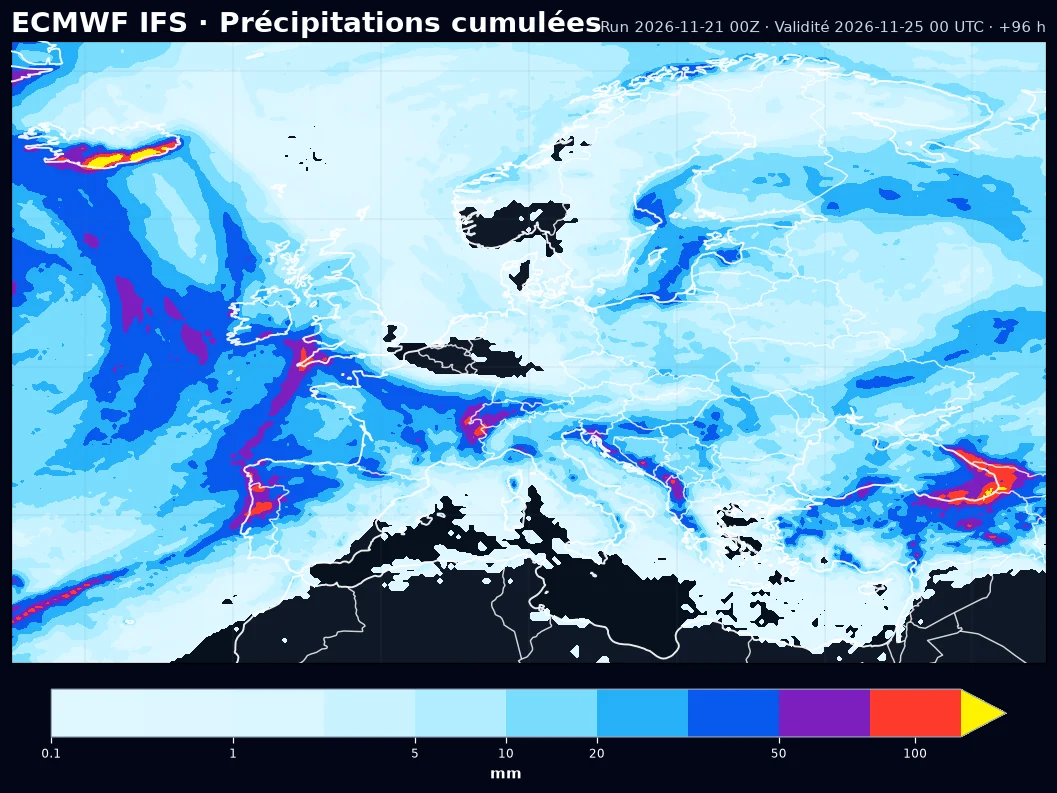 ECMWF IFS · Précipitations cumulées
Run 2026-11-21 00Z · Validité 2026-11-25 00 UTC · +96 h
0.1 1 5 10 20 50 100
mm